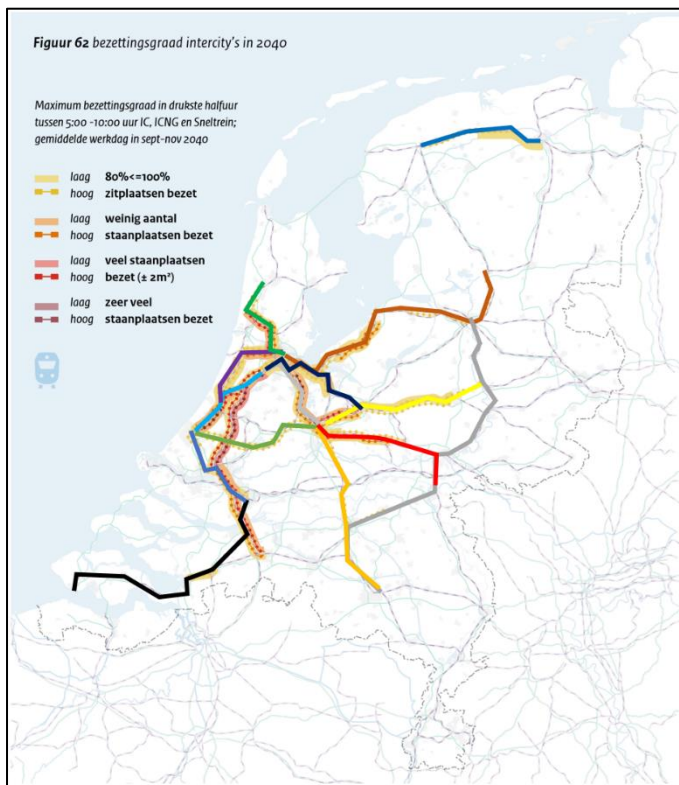 Figuur 62 bezettingsgraad intercity's in 2040
Maximum bezettingsgraad in drukste halfuur
tussen 5:00 -10:00 uur IC, ICNG en Sneltrein;
gemiddelde werkdag in sept-nov 2040
laag 80%<=100%
hoog zitplaatsen bezet
laag weinig aantal
hoog staanplaatsen bezet
laag veel staanplaatsen
hoog bezet (± 2m²)
laag zeer veel
hoog staanplaatsen bezet